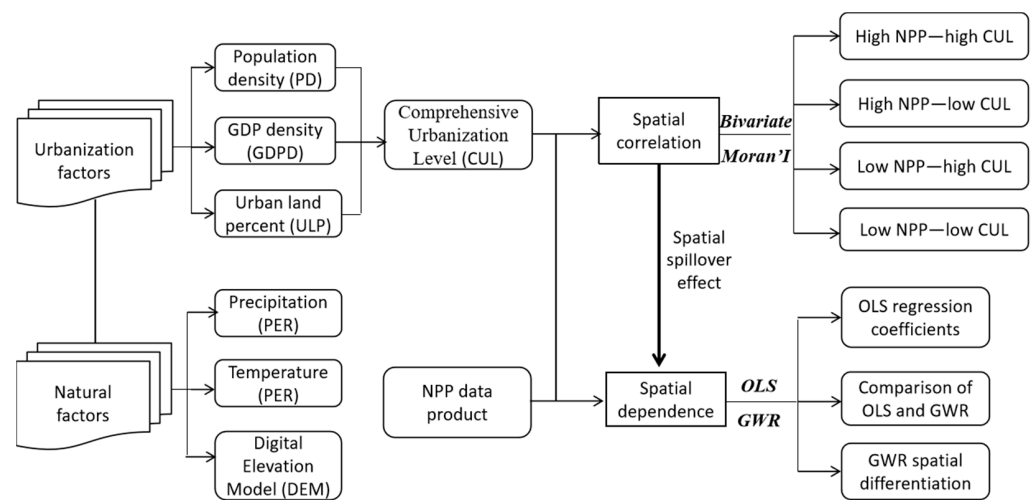 Urbanization
factors
Population
density (PD)
GDP density
(GDPD)
Urban land
percent (ULP)
Comprehensive
Urbanization
Level (CUL)
Spatial
correlation
Bivariate
Moran’I
High NPP—high CUL
High NPP—low CUL
Low NPP—high CUL
Low NPP—low CUL
Spatial
spillover
effect
Natural
factors
Precipitation
(PER)
Temperature
(PER)
Digital
Elevation
Model (DEM)
NPP data
product
Spatial
dependence
OLS
GWR
OLS regression
coefficients
Comparison of
OLS and GWR
GWR spatial
differentiation